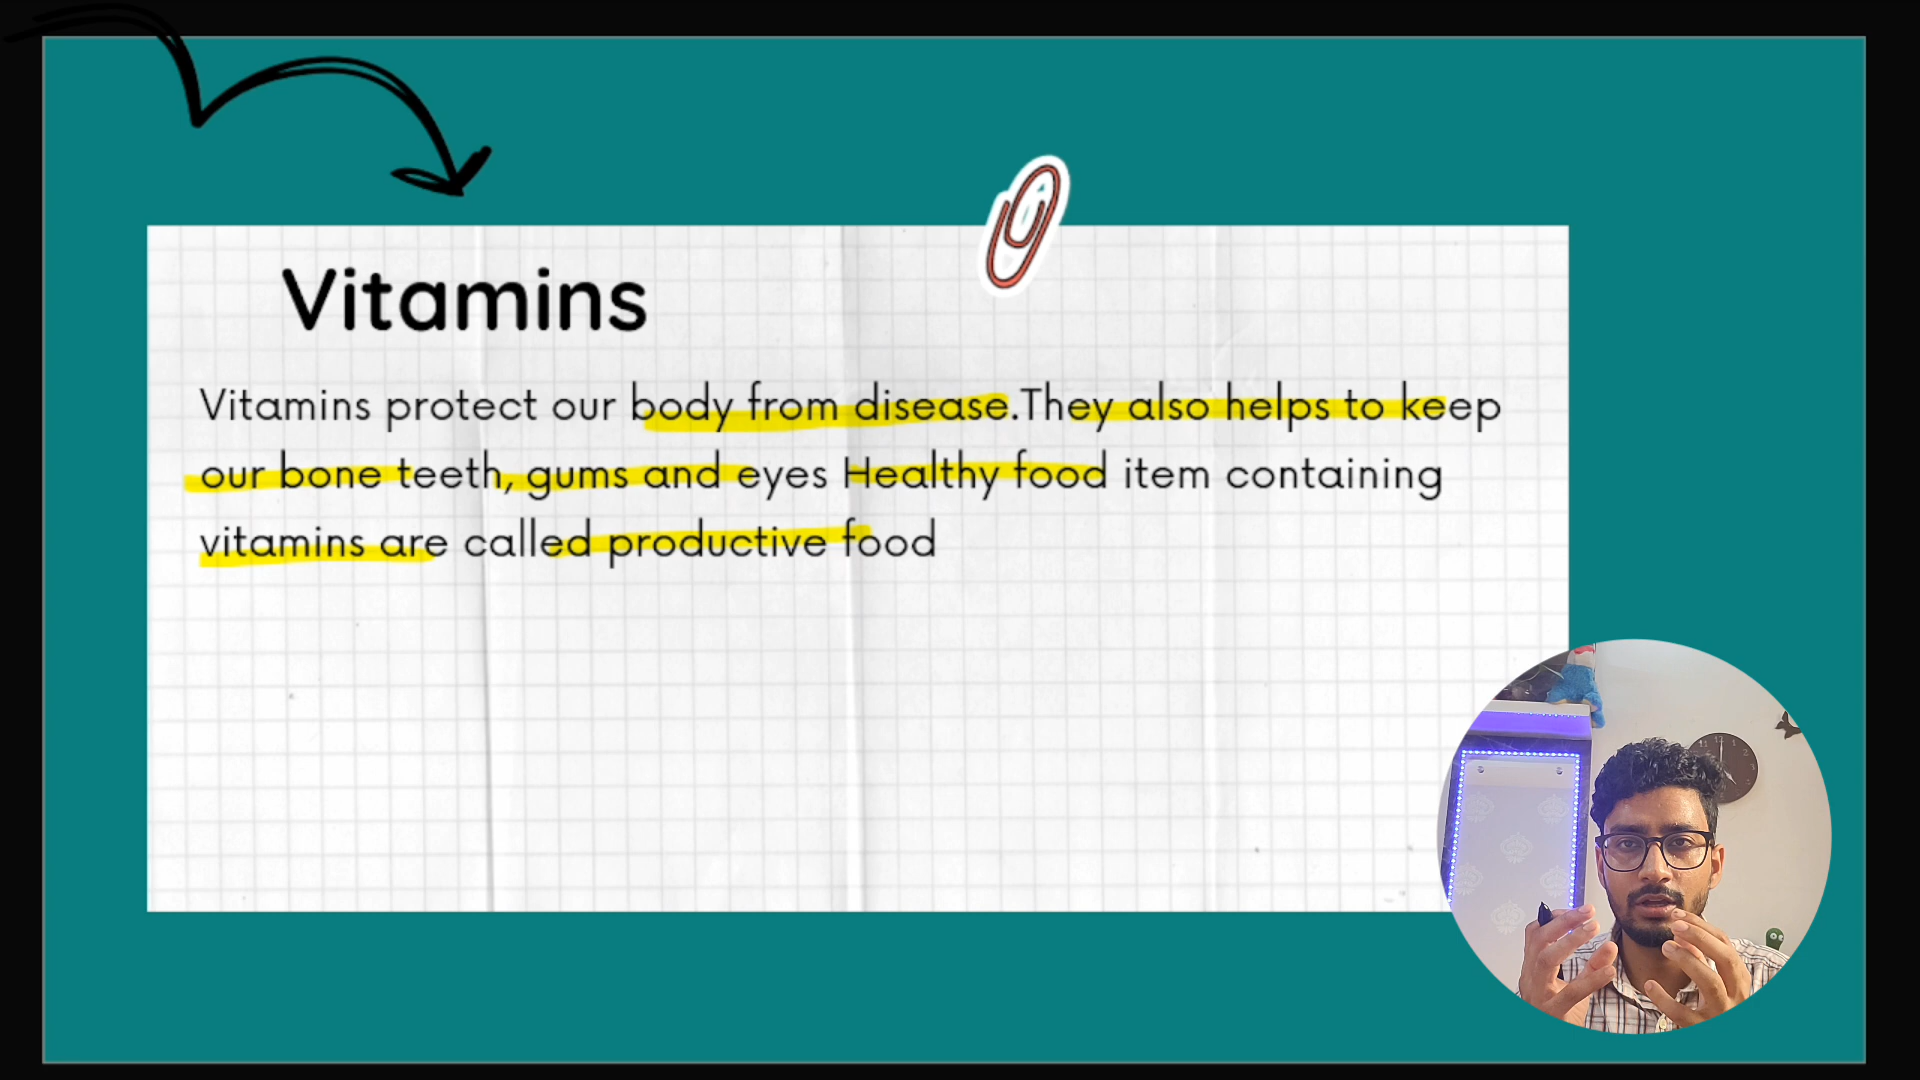 Vitamins
Vitamins protect our body from disease.They also helps to keep
our bone teeth, gums and eyes Healthy food item containing
vitamins are called productive food